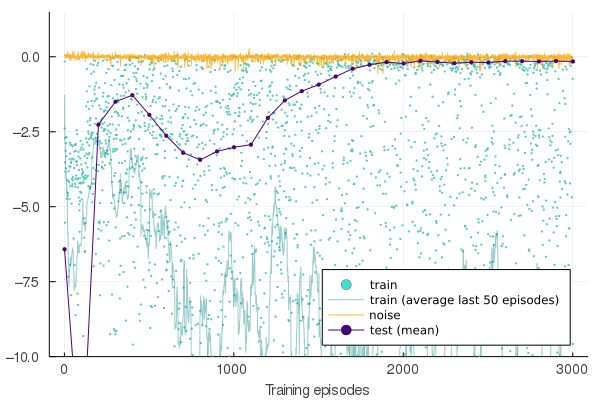 0.0
−2.5
−5.0
−7.5
−10.0
train
train (average last 50 episodes)
noise
test (mean)
0
1000
2000
3000
Training episodes